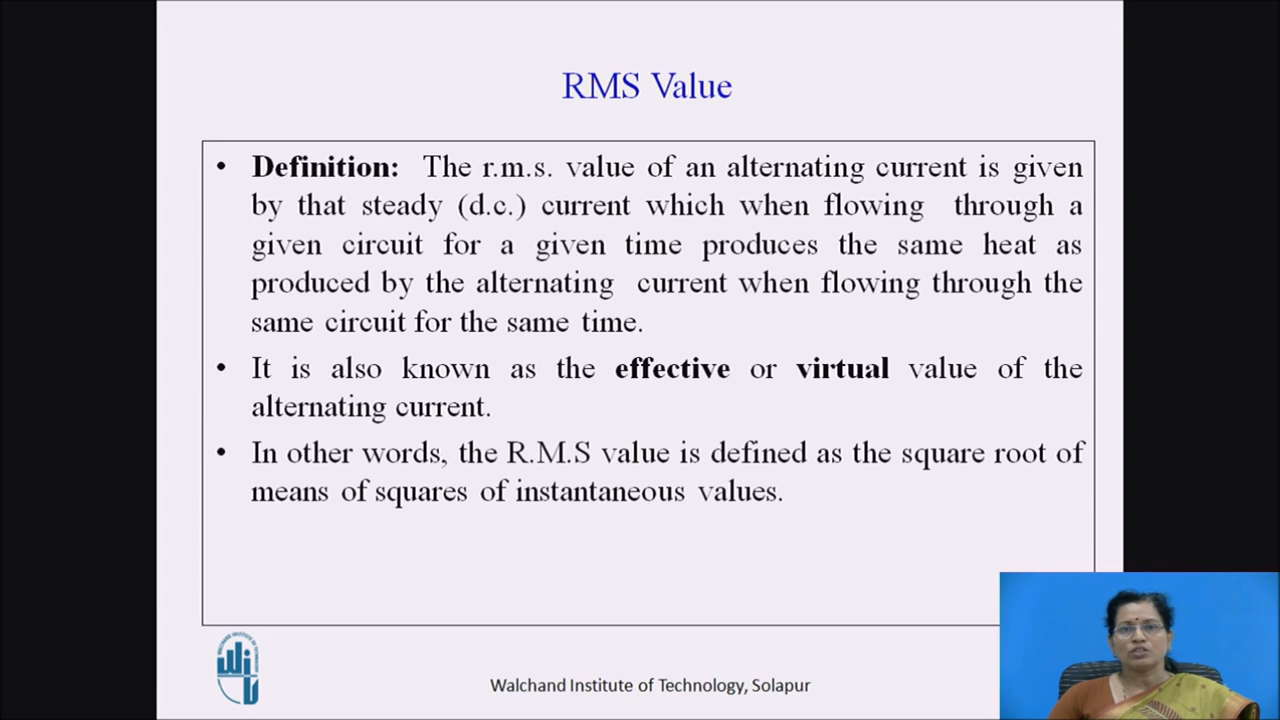 RMS Value
• Definition: The r.m.s. value of an alternating current is given
by that steady (d.c.) current which when flowing through a
given circuit for a given time produces the same heat as
produced by the alternating current when flowing through the
same circuit for the same time.
• It is also known as the effective or virtual value of the
alternating current.
• In other words, the R.M.S value is defined as the square root of
means of squares of instantaneous values.
Walchand Institute of Technology, Solapur